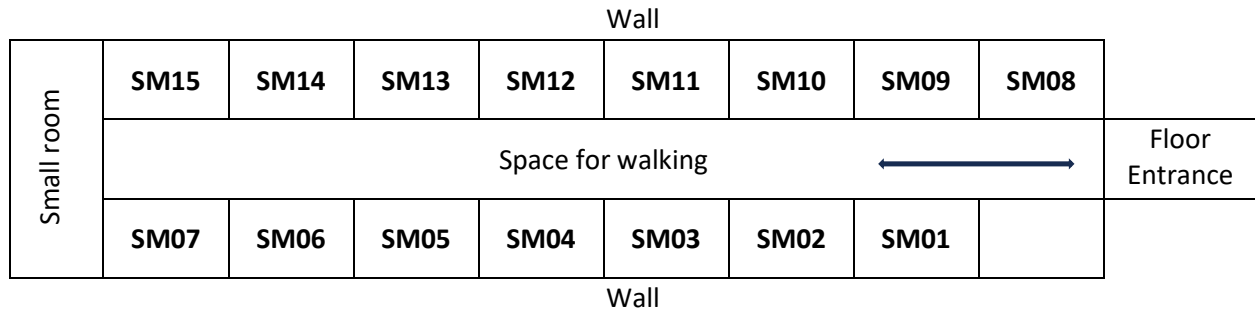 Wall
SM15 SM14 SM13 SM12 SM11 SM10 SM09 SM08
Small room
Space for walking
Floor
Entrance
SM07 SM06 SM05 SM04 SM03 SM02 SM01
Wall